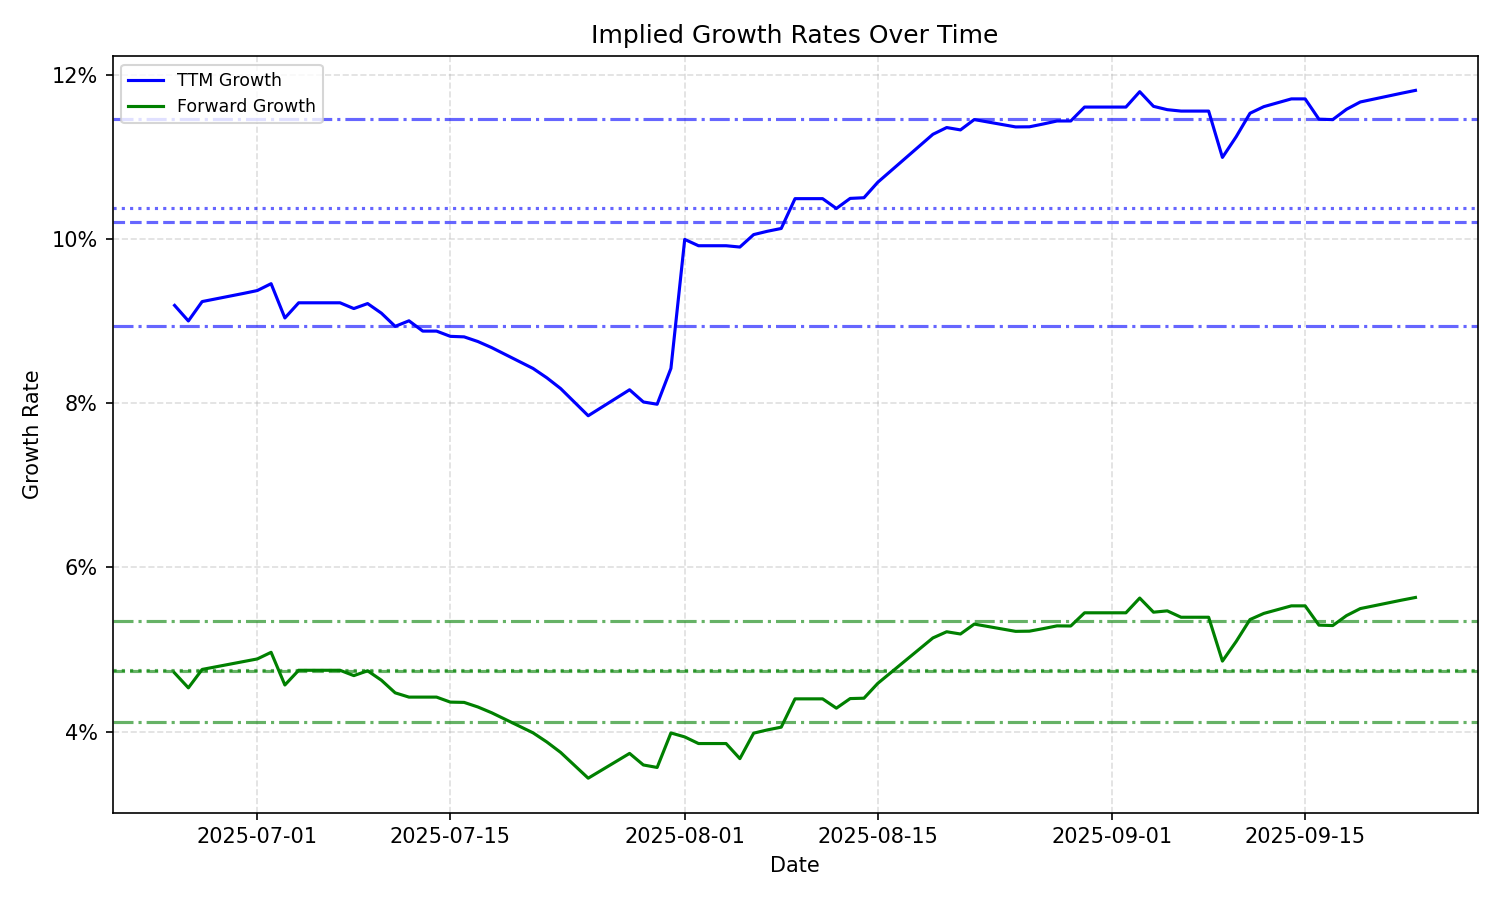 Implied Growth Rates Over Time
TTM Growth
Forward Growth
12%
10%
8%
6%
4%
Growth Rate
2025-07-01
2025-07-15
2025-08-01
2025-08-15
2025-09-01
2025-09-15
Date